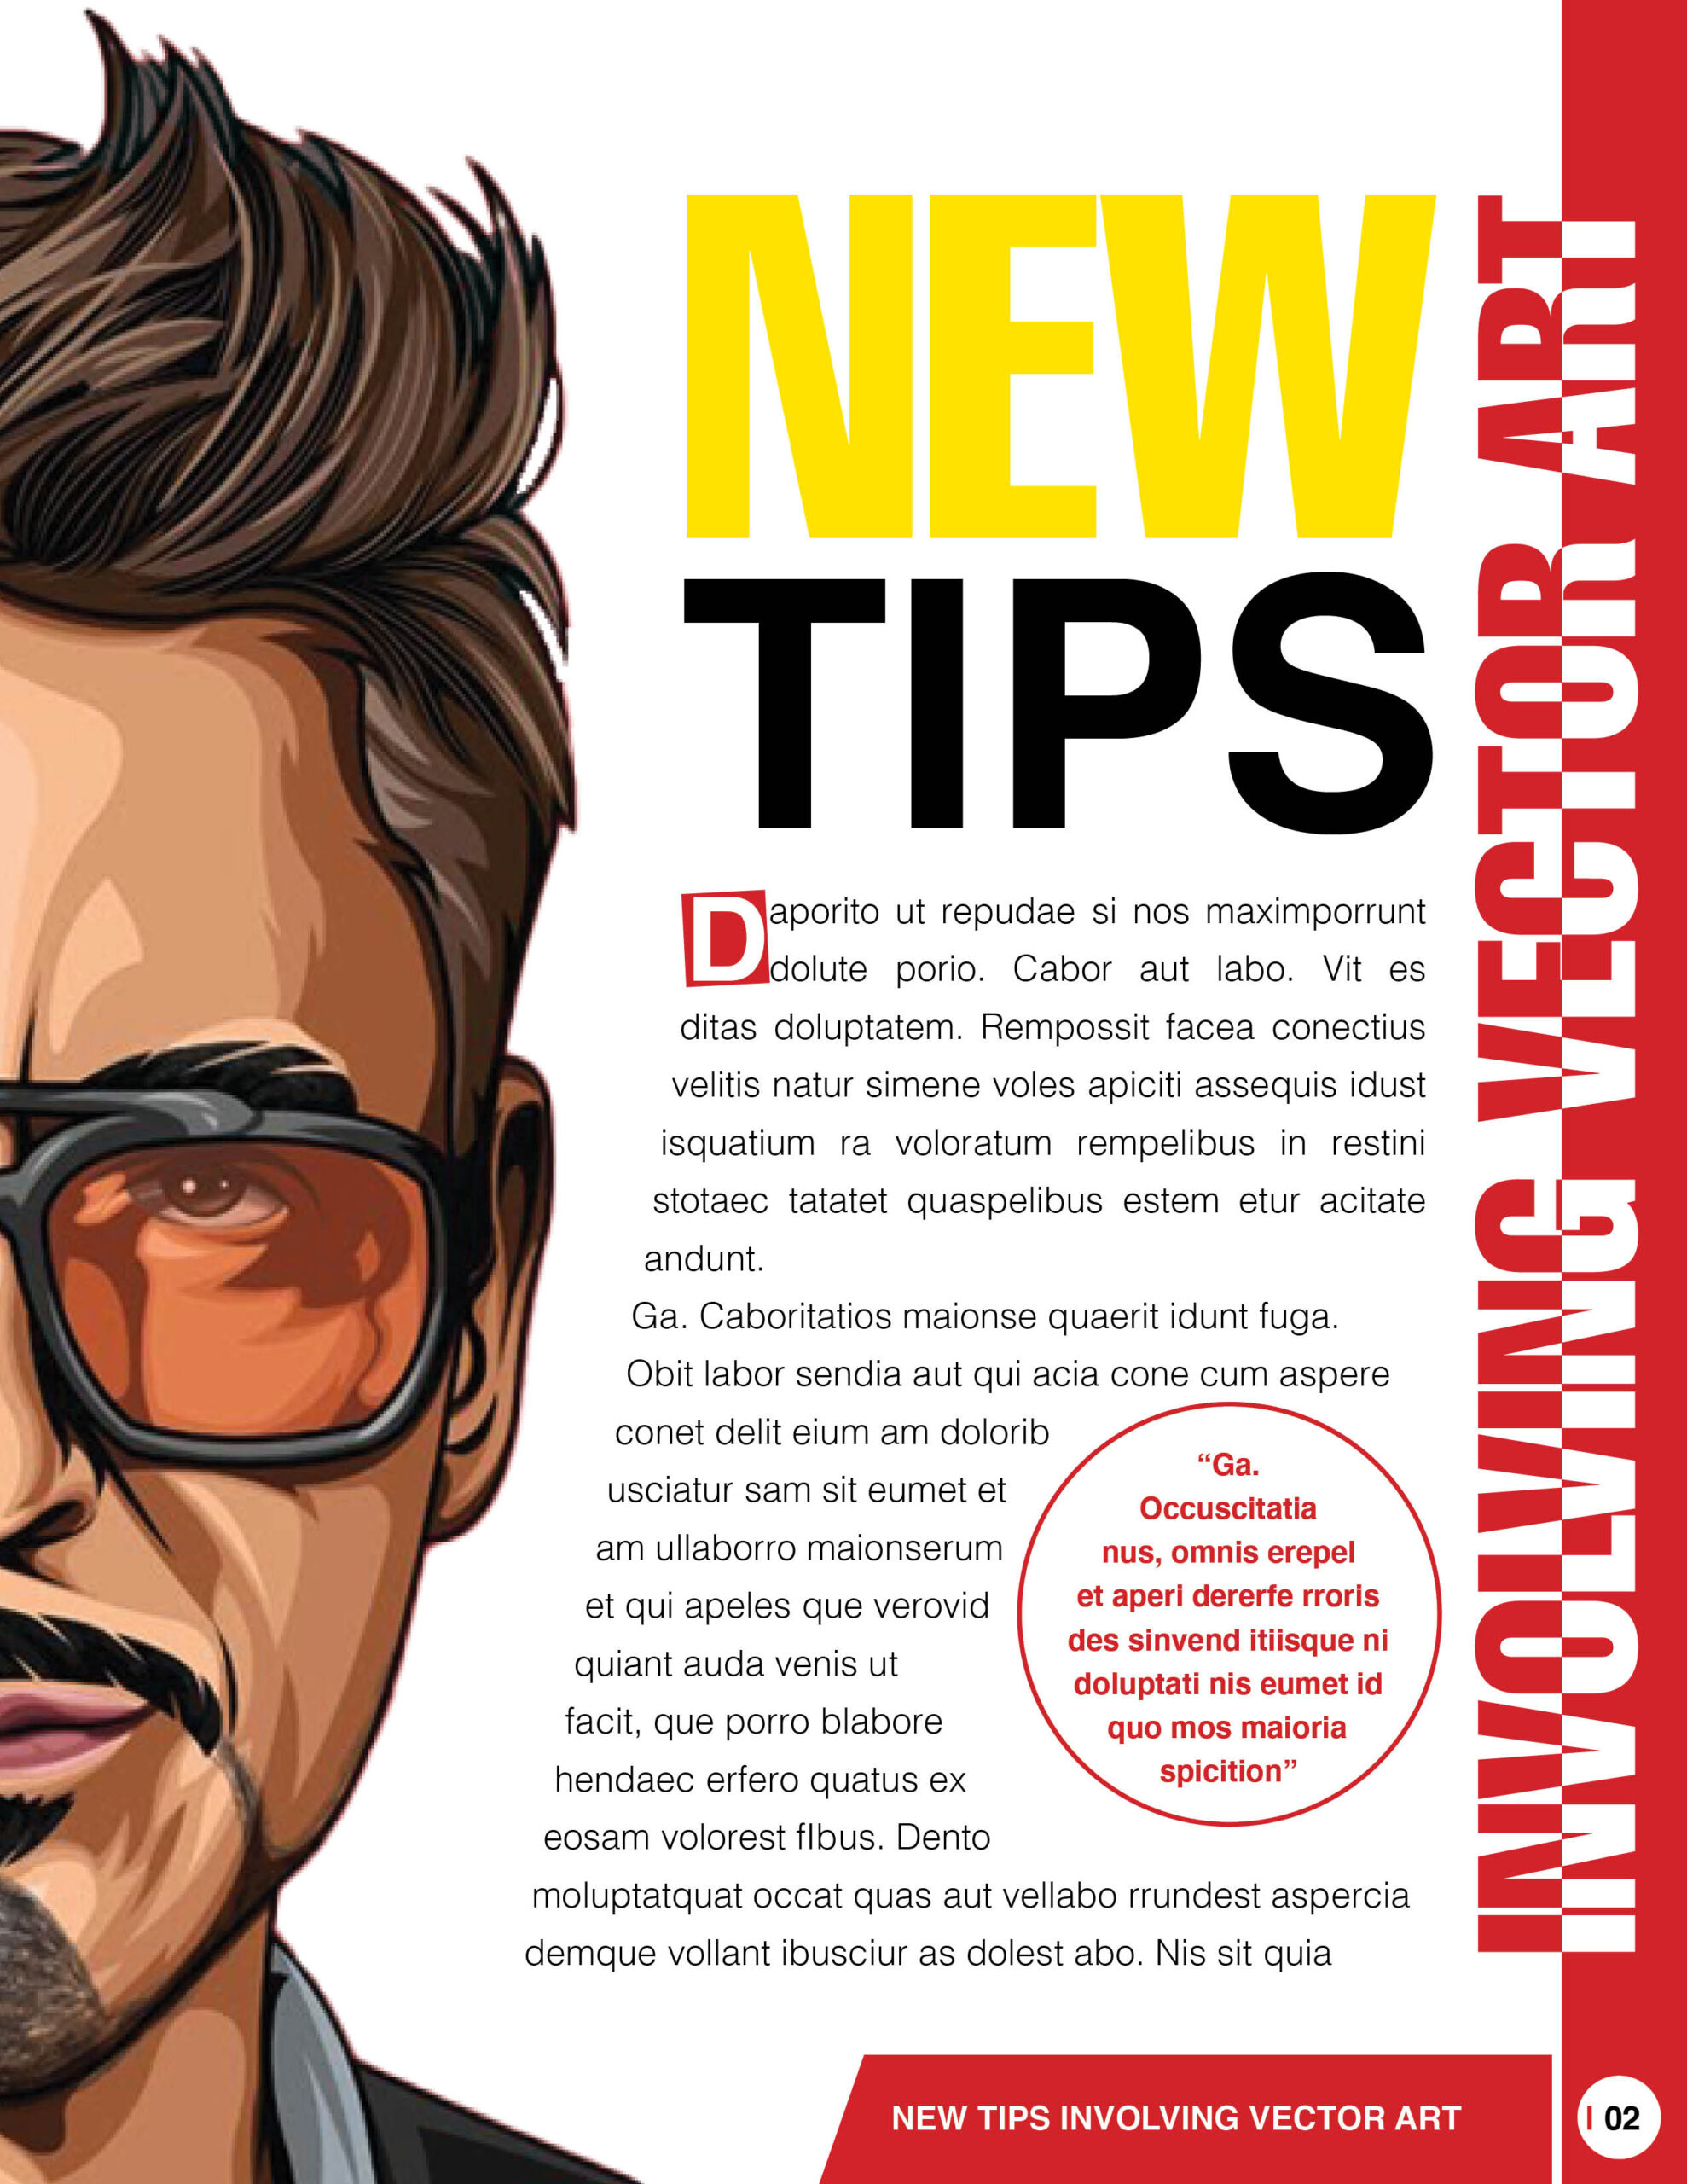 NEW
TIPS
INVOLVING VECTOR ART
Daporito ut repudae si nos maximporrunt
dolute porio. Cabor aut labo. Vit es
ditas doluptatem. Rempossit facea conectius
velitis natur simene voles apiciti assequis idust
isquatium ra voloratum rempelibus in restini
stotaec tatatet quaspelibus estem etur acitate
andunt.
Ga. Caboritatios maionse quaerit idunt fuga.
Obit labor sendia aut qui acia cone cum aspere
conet delit eium am dolorib
usciatur sam sit eumet et
am ullaborro maionserum
et qui apeles que verovid
quiant auda venis ut
facit, que porro blabore
hendaec erfero quatus ex
eosam volorest flbus. Dento
moluptatquat occat quas aut vellabo rrundest aspercia
demque vollant ibusciur as dolest abo. Nis sit quia
“Ga.
Occuscitatia
nus, omnis erepel
et aperi dererfe rroris
des sinvend itiisque ni
doluptati nis eumet id
quo mos maioria
spicition”
NEW TIPS INVOLVING VECTOR ART
| 02